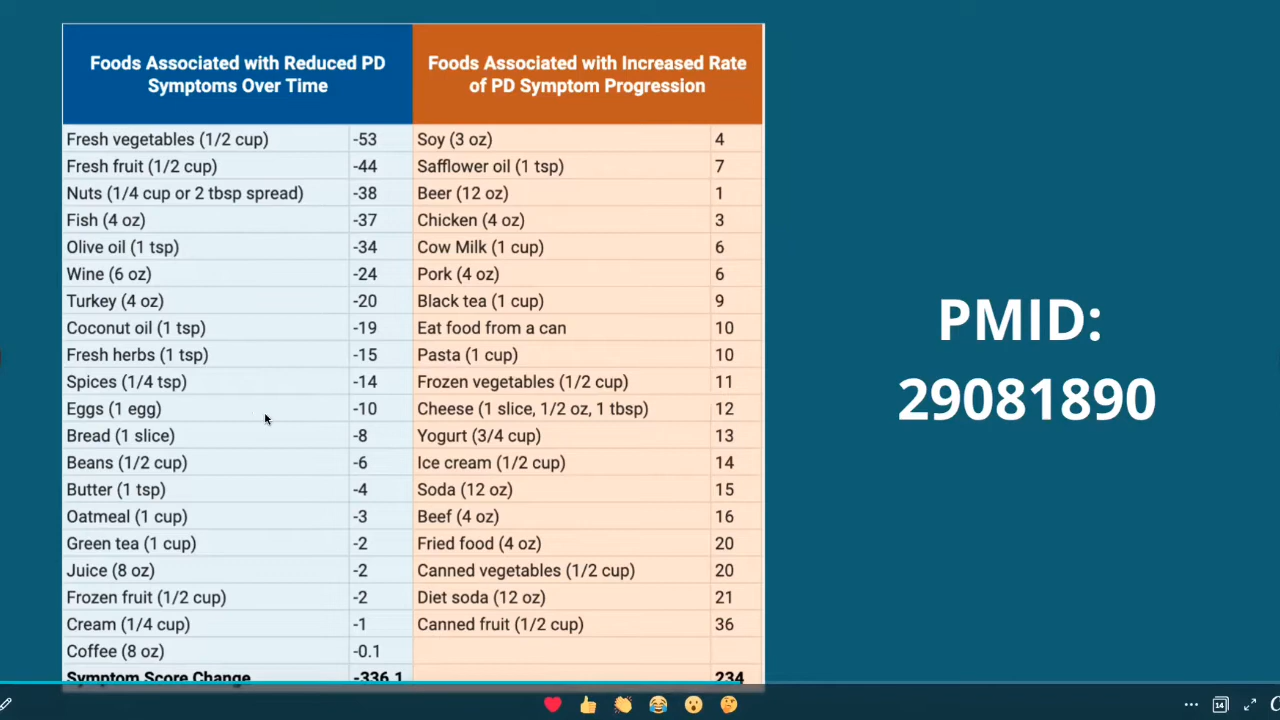 Foods Associated with Reduced PD
Symptoms Over Time
Foods Associated with Increased Rate
of PD Symptom Progression
Fresh vegetables (1/2 cup) -53 Soy (3 oz) 4
Fresh fruit (1/2 cup) -44 Safflower oil (1 tsp) 7
Nuts (1/4 cup or 2 tbsp spread) -38 Beer (12 oz) 1
Fish (4 oz) -37 Chicken (4 oz) 3
Olive oil (1 tsp) -34 Cow Milk (1 cup) 6
Wine (6 oz) -24 Pork (4 oz) 6
Turkey (4 oz) -20 Black tea (1 cup) 9
Coconut oil (1 tsp) -19 Eat food from a can 10
Fresh herbs (1 tsp) -15 Pasta (1 cup) 10
Spices (1/4 tsp) -14 Frozen vegetables (1/2 cup) 11
Eggs (1 egg) -10 Cheese (1 slice, 1/2 oz, 1 tbsp) 12
Bread (1 slice) -8 Yogurt (3/4 cup) 13
Beans (1/2 cup) -6 Ice cream (1/2 cup) 14
Butter (1 tsp) -4 Soda (12 oz) 15
Oatmeal (1 cup) -3 Beef (4 oz) 16
Green tea (1 cup) -2 Fried food (4 oz) 20
Juice (8 oz) -2 Canned vegetables (1/2 cup) 20
Frozen fruit (1/2 cup) -2 Diet soda (12 oz) 21
Cream (1/4 cup) -1 Canned fruit (1/2 cup) 36
Coffee (8 oz) -0.1
Symptom Score Change -336.1 234
PMID:
29081890
14